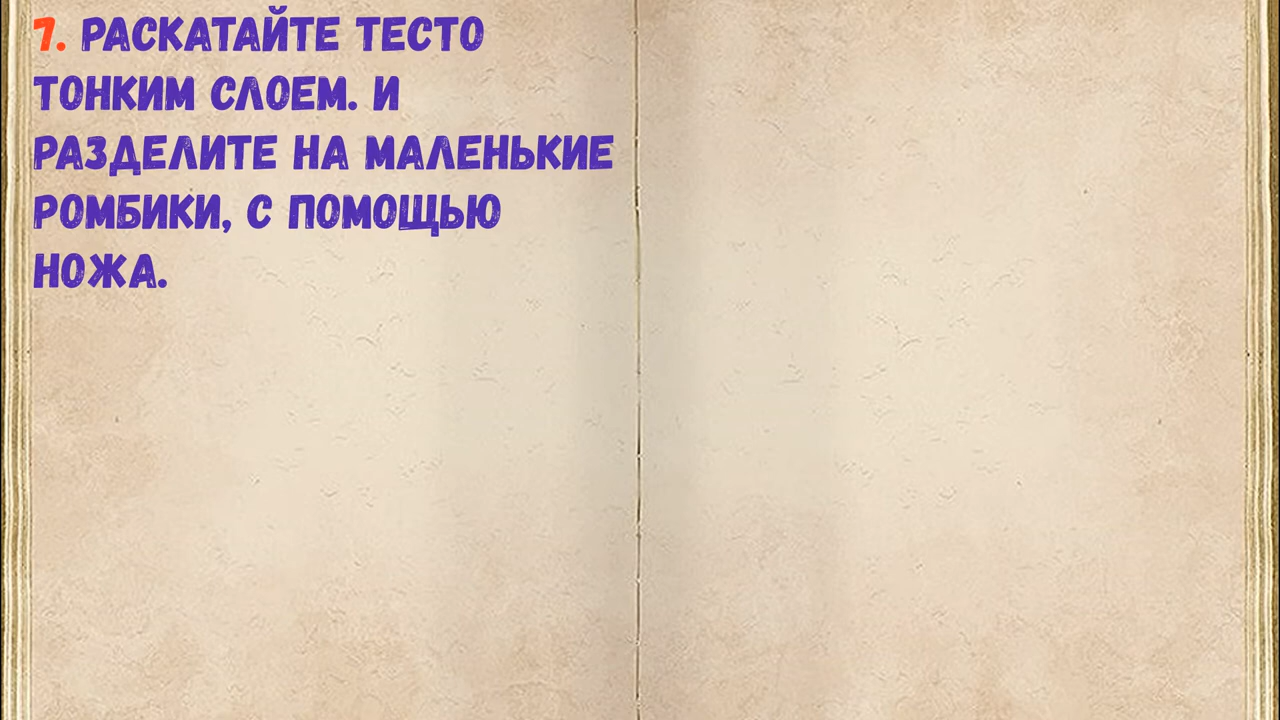 7. РАСКАТАЙТЕ ТЕСТО
ТОНКИМ СЛОЕМ. И
РАЗДЕЛИТЕ НА МАЛЕНЬКИЕ
РОМБИКИ, С ПОМОЩЬЮ
НОЖА.